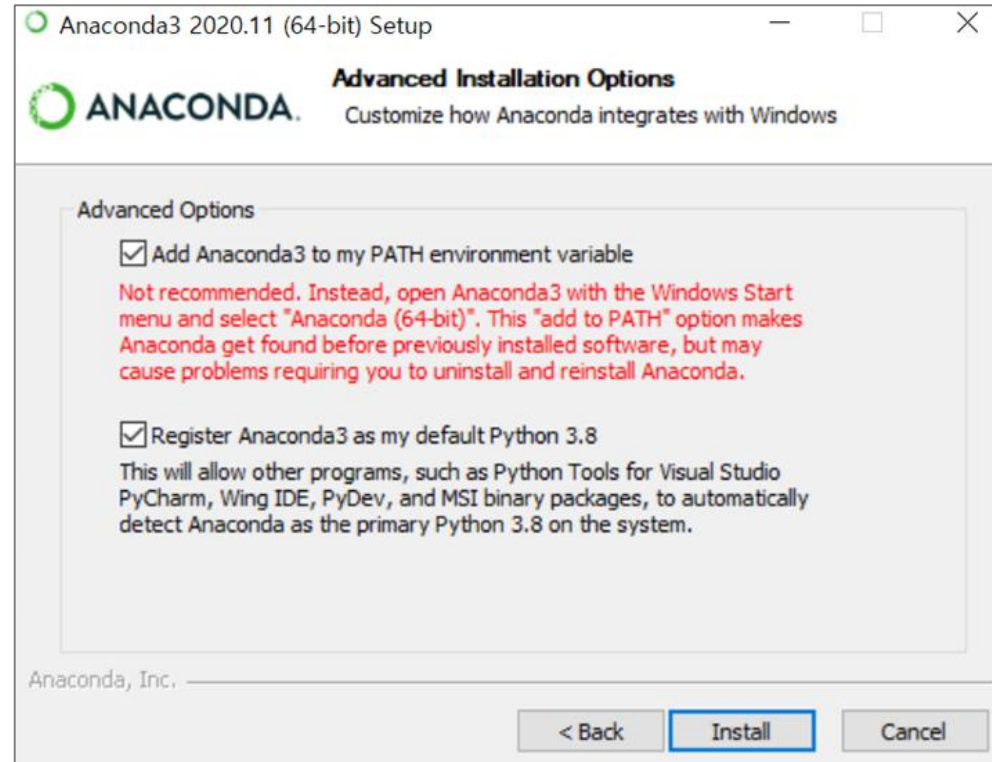 Anaconda3 2020.11 (64-bit) Setup
ANACONDA.
Advanced Installation Options
Customize how Anaconda integrates with Windows
Advanced Options
Add Anaconda3 to my PATH environment variable
Not recommended. Instead, open Anaconda3 with the Windows Start
menu and select "Anaconda (64-bit)". This "add to PATH" option makes
Anaconda get found before previously installed software, but may
cause problems requiring you to uninstall and reinstall Anaconda.
Register Anaconda3 as my default Python 3.8
This will allow other programs, such as Python Tools for Visual Studio
PyCharm, Wing IDE, PyDev, and MSI binary packages, to automatically
detect Anaconda as the primary Python 3.8 on the system.
Anaconda, Inc.
< Back
Install
Cancel